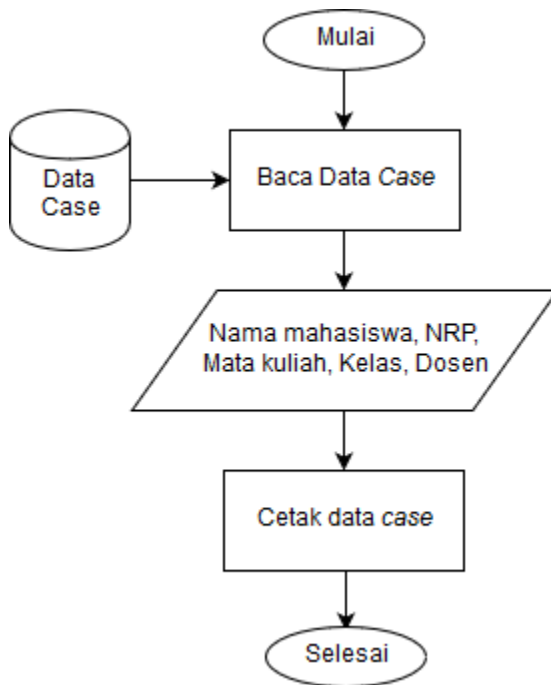 Mulai
Data
Case
Baca Data Case
Nama mahasiswa, NRP,
Mata kuliah, Kelas, Dosen
Cetak data case
Selesai